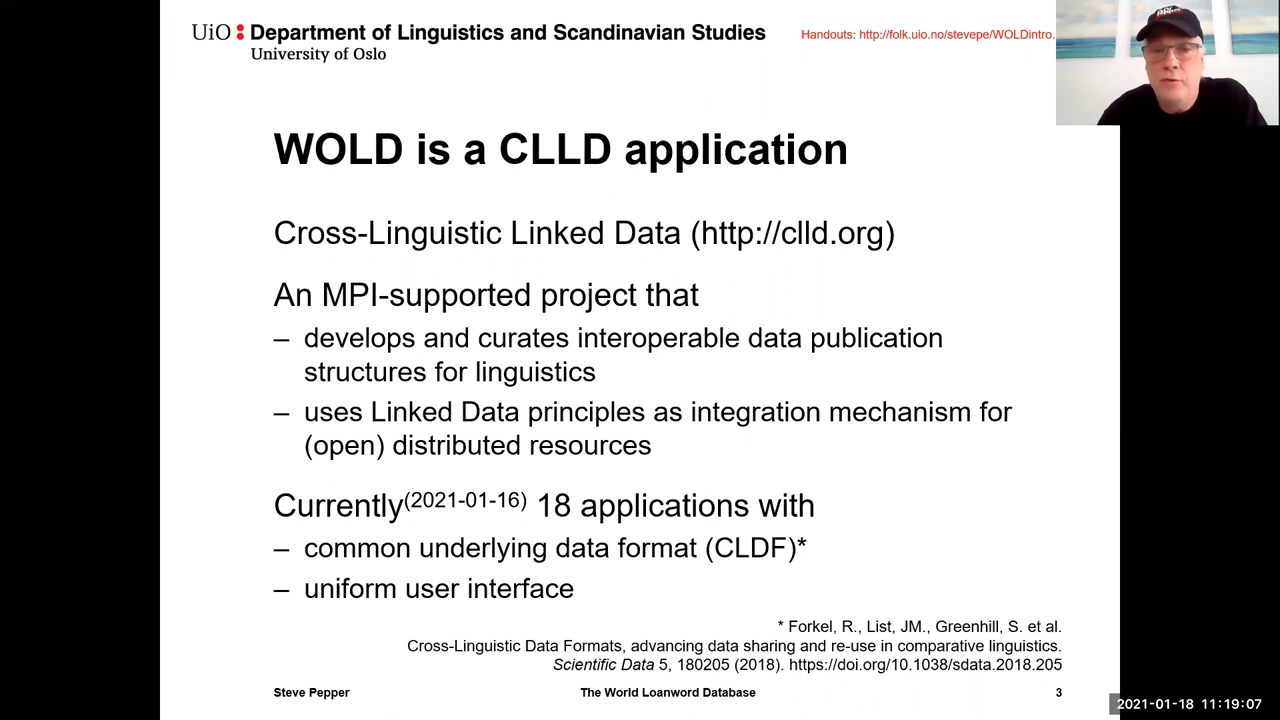 UiO : Department of Linguistics and Scandinavian Studies
University of Oslo
Handouts: http://folk.uio.no/stevepe/WOLDintro.
WOLD is a CLLD application
Cross-Linguistic Linked Data (http://clld.org)
An MPI-supported project that
– develops and curates interoperable data publication
structures for linguistics
– uses Linked Data principles as integration mechanism for
(open) distributed resources
Currently(2021-01-16) 18 applications with
– common underlying data format (CLDF)*
– uniform user interface
* Forkel, R., List, JM., Greenhill, S. et al.
Cross-Linguistic Data Formats, advancing data sharing and re-use in comparative linguistics.
Scientific Data 5, 180205 (2018). https://doi.org/10.1038/sdata.2018.205
Steve Pepper The World Loanword Database 3
2021-01-18 11:19:07